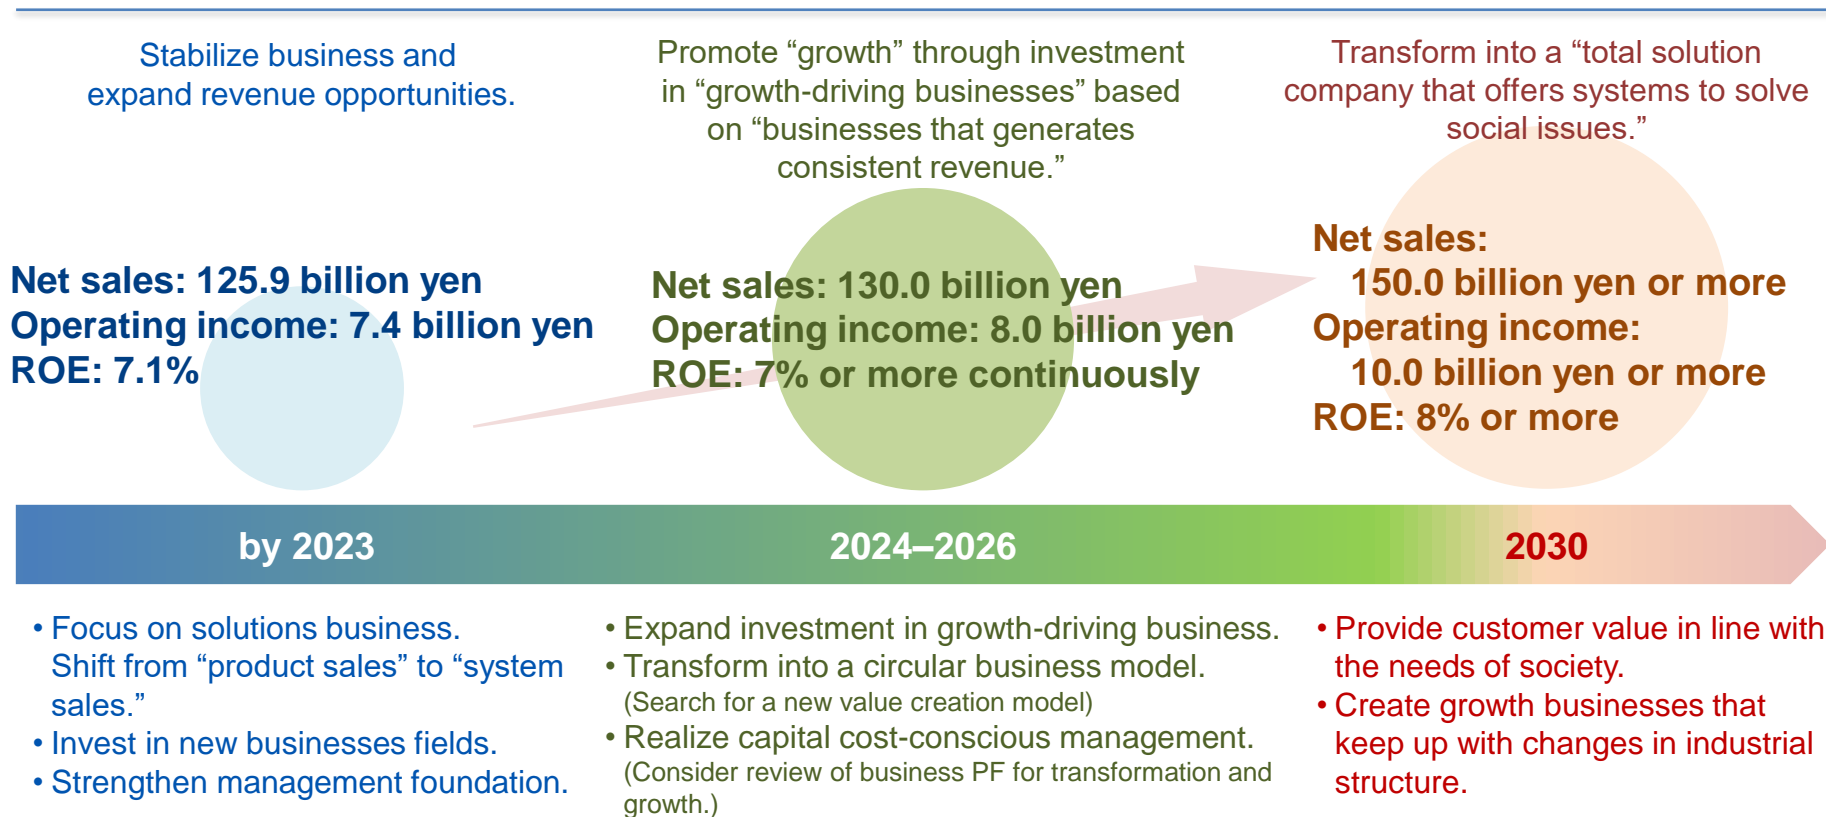 Stabilize business and
expand revenue opportunities.
Promote “growth” through investment
in “growth-driving businesses” based
on “businesses that generates
consistent revenue.”
Transform into a “total solution
company that offers systems to solve
social issues.”
Net sales: 125.9 billion yen
Operating income: 7.4 billion yen
ROE: 7.1%
Net sales: 130.0 billion yen
Operating income: 8.0 billion yen
ROE: 7% or more continuously
Net sales:
150.0 billion yen or more
Operating income:
10.0 billion yen or more
ROE: 8% or more
by 2023
2024–2026
2030
• Focus on solutions business.
Shift from “product sales” to “system
sales.”
• Invest in new businesses fields.
• Strengthen management foundation.
• Expand investment in growth-driving business.
• Transform into a circular business model.
(Search for a new value creation model)
• Realize capital cost-conscious management.
(Consider review of business PF for transformation and
growth.)
• Provide customer value in line with
the needs of society.
• Create growth businesses that
keep up with changes in industrial
structure.